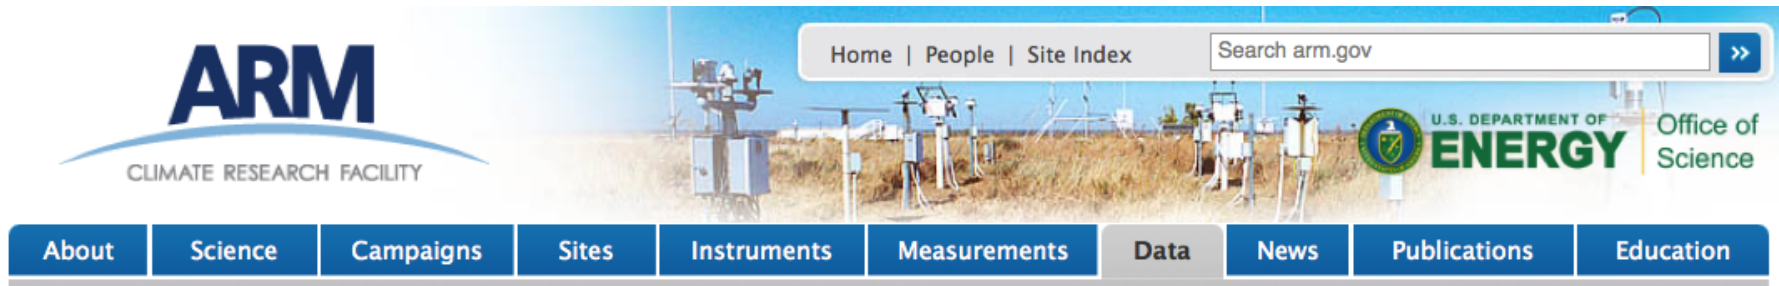 ARM
CLIMATE RESEARCH FACILITY
Home | People | Site Index
Search arm.gov
»
U.S. DEPARTMENT OF
ENERGY
Office of
Science
About Science Campaigns Sites Instruments Measurements Data News Publications Education